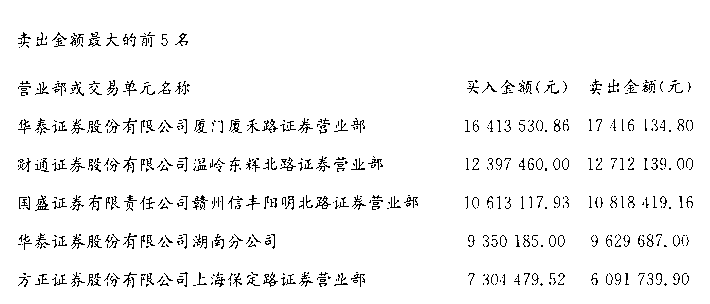 卖出金额最大的前5名
营业部或交易单元名称 买入金额(元) 卖出金额(元)
华泰证券股份有限公司厦门厦禾路证券营业部 16 413 530.86 17 416 134.80
财通证券股份有限公司温岭东辉北路证券营业部 12 397 460.00 12 712 139.00
国盛证券有限责任公司赣州信丰阳明北路证券营业部 10 613 117.93 10 818 419.16
华泰证券股份有限公司湖南分公司 9 350 185.00 9 629 687.00
方正证券股份有限公司上海保定路证券营业部 7 304 479.52 6 091 739.90